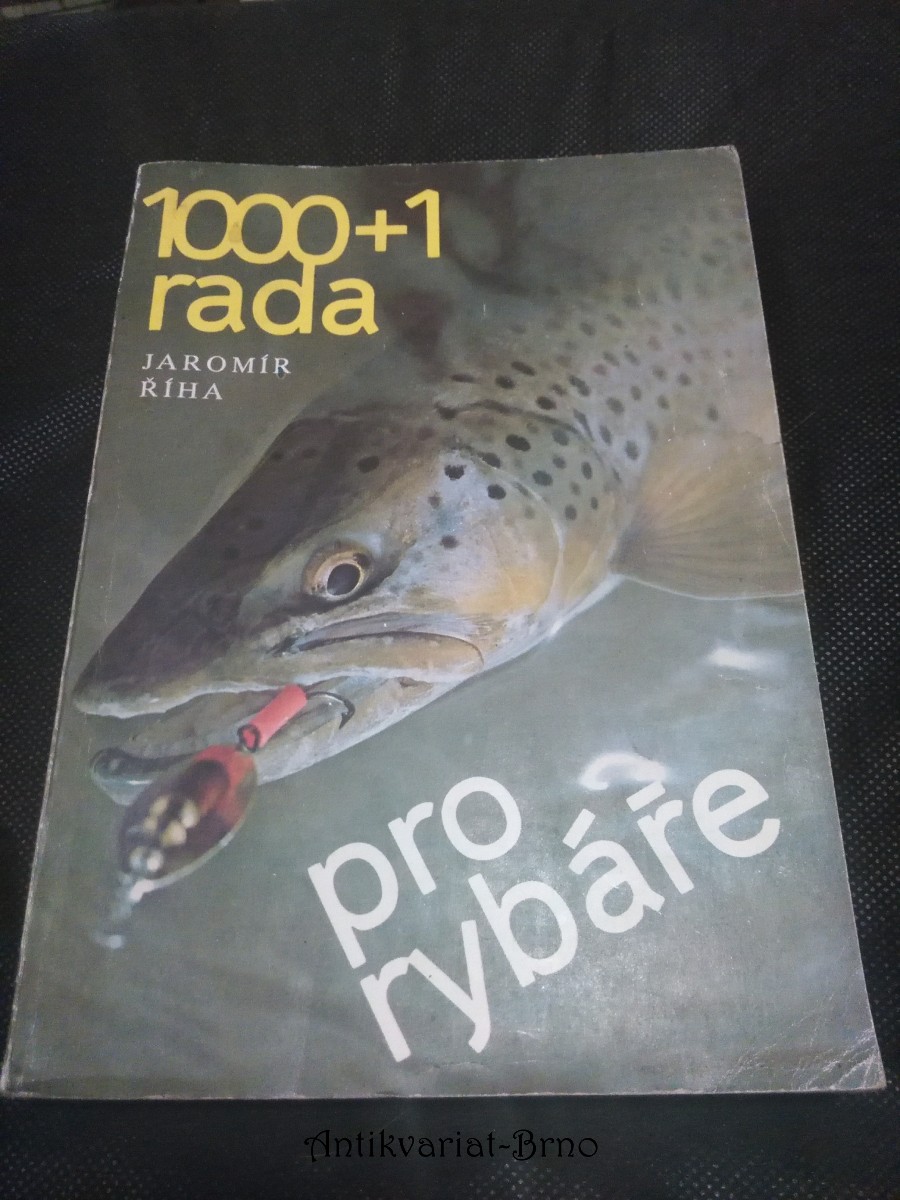 1000+1
rada
JAROMÍR
ŘÍHA
pro
rybáře
Antikvariat-Brno